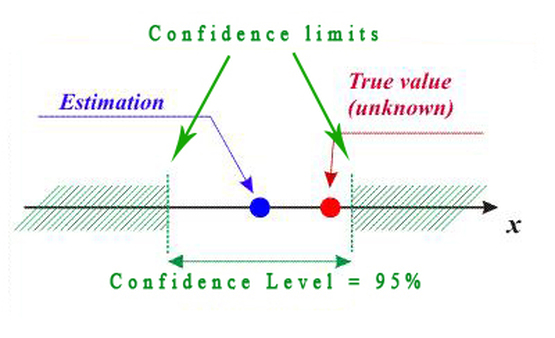 Confidence limits
Estimation
True value
(unknown)
x
Confidence Level = 95%